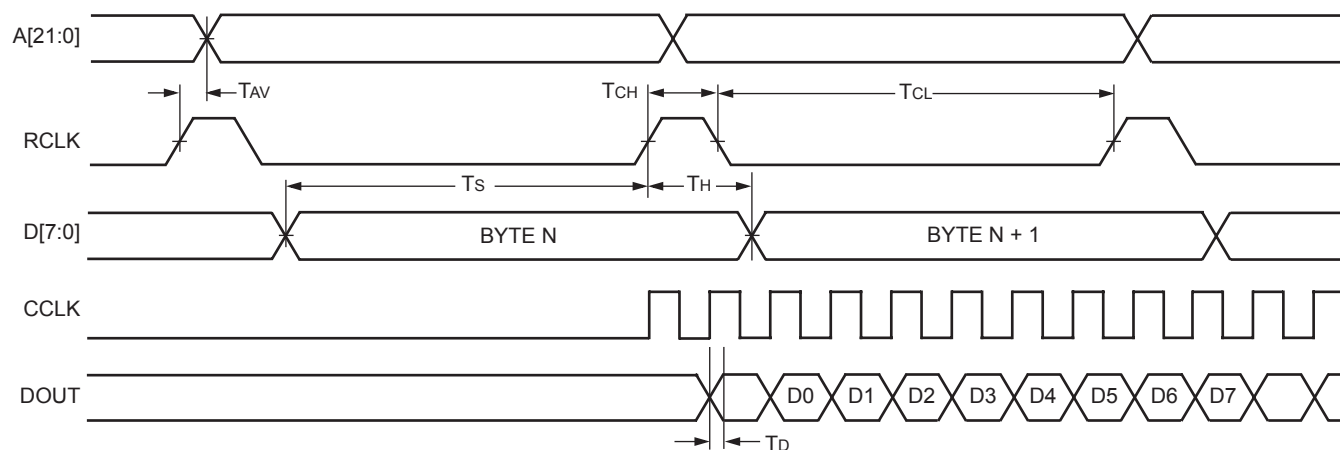 A[21:0]
TAV
TCH
TCL
RCLK
TS
TH
D[7:0]
BYTE N
BYTE N + 1
CCLK
DOUT
D0
D1
D2
D3
D4
D5
D6
D7
TD